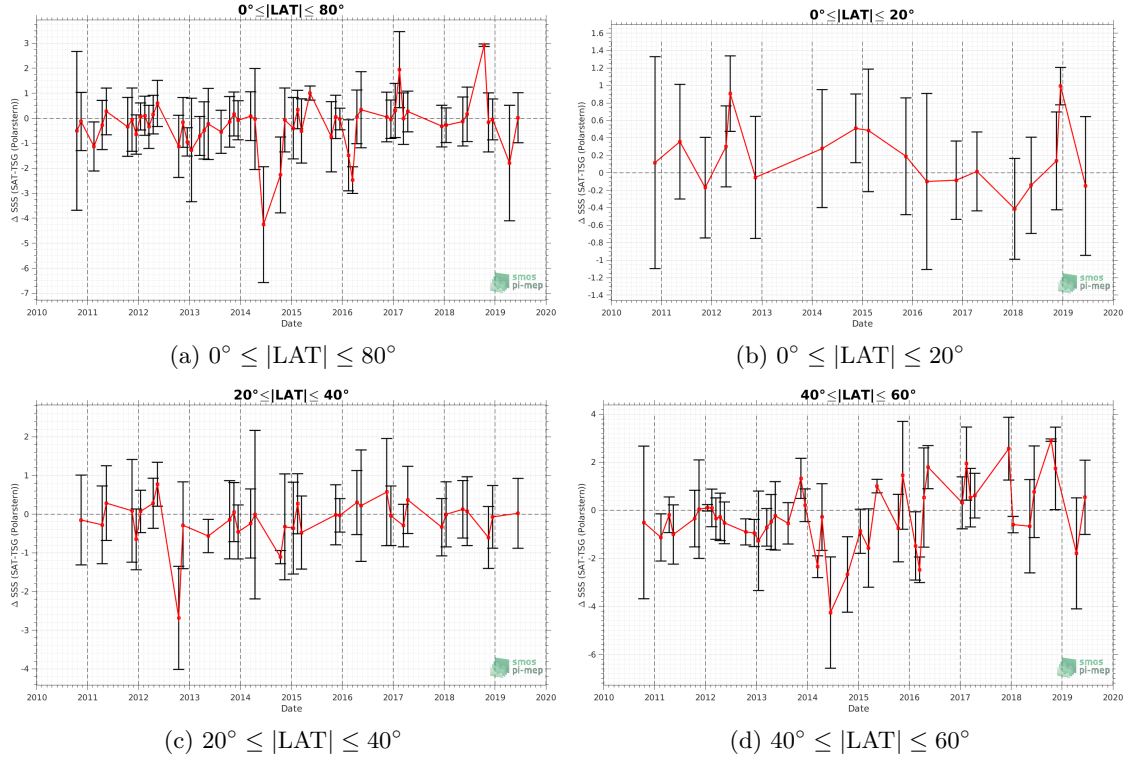 0°≤|LAT|≤ 80°
Δ SSS (SAT-TSG (Polarstern))
3
2
1
0
-1
-2
-3
-4
-5
-6
-7
2010 2011 2012 2013 2014 2015 2016 2017 2018 2019 2020
Date
smos
pi-mep
(a) 0° ≤ |LAT| ≤ 80°
0°≤|LAT|≤ 20°
Δ SSS (SAT-TSG (Polarstern))
1.6
1.4
1.2
1
0.8
0.6
0.4
0.2
0
-0.2
-0.4
-0.6
-0.8
-1
-1.2
-1.4
2010 2011 2012 2013 2014 2015 2016 2017 2018 2019 2020
Date
smos
pi-mep
(b) 0° ≤ |LAT| ≤ 20°
20°≤|LAT|≤ 40°
Δ SSS (SAT-TSG (Polarstern))
2
1
0
-1
-2
-3
-4
2010 2011 2012 2013 2014 2015 2016 2017 2018 2019 2020
Date
smos
pi-mep
(c) 20° ≤ |LAT| ≤ 40°
40°≤|LAT|≤ 60°
Δ SSS (SAT-TSG (Polarstern))
4
2
0
-2
-4
-6
2010 2011 2012 2013 2014 2015 2016 2017 2018 2019 2020
Date
smos
pi-mep
(d) 40° ≤ |LAT| ≤ 60°